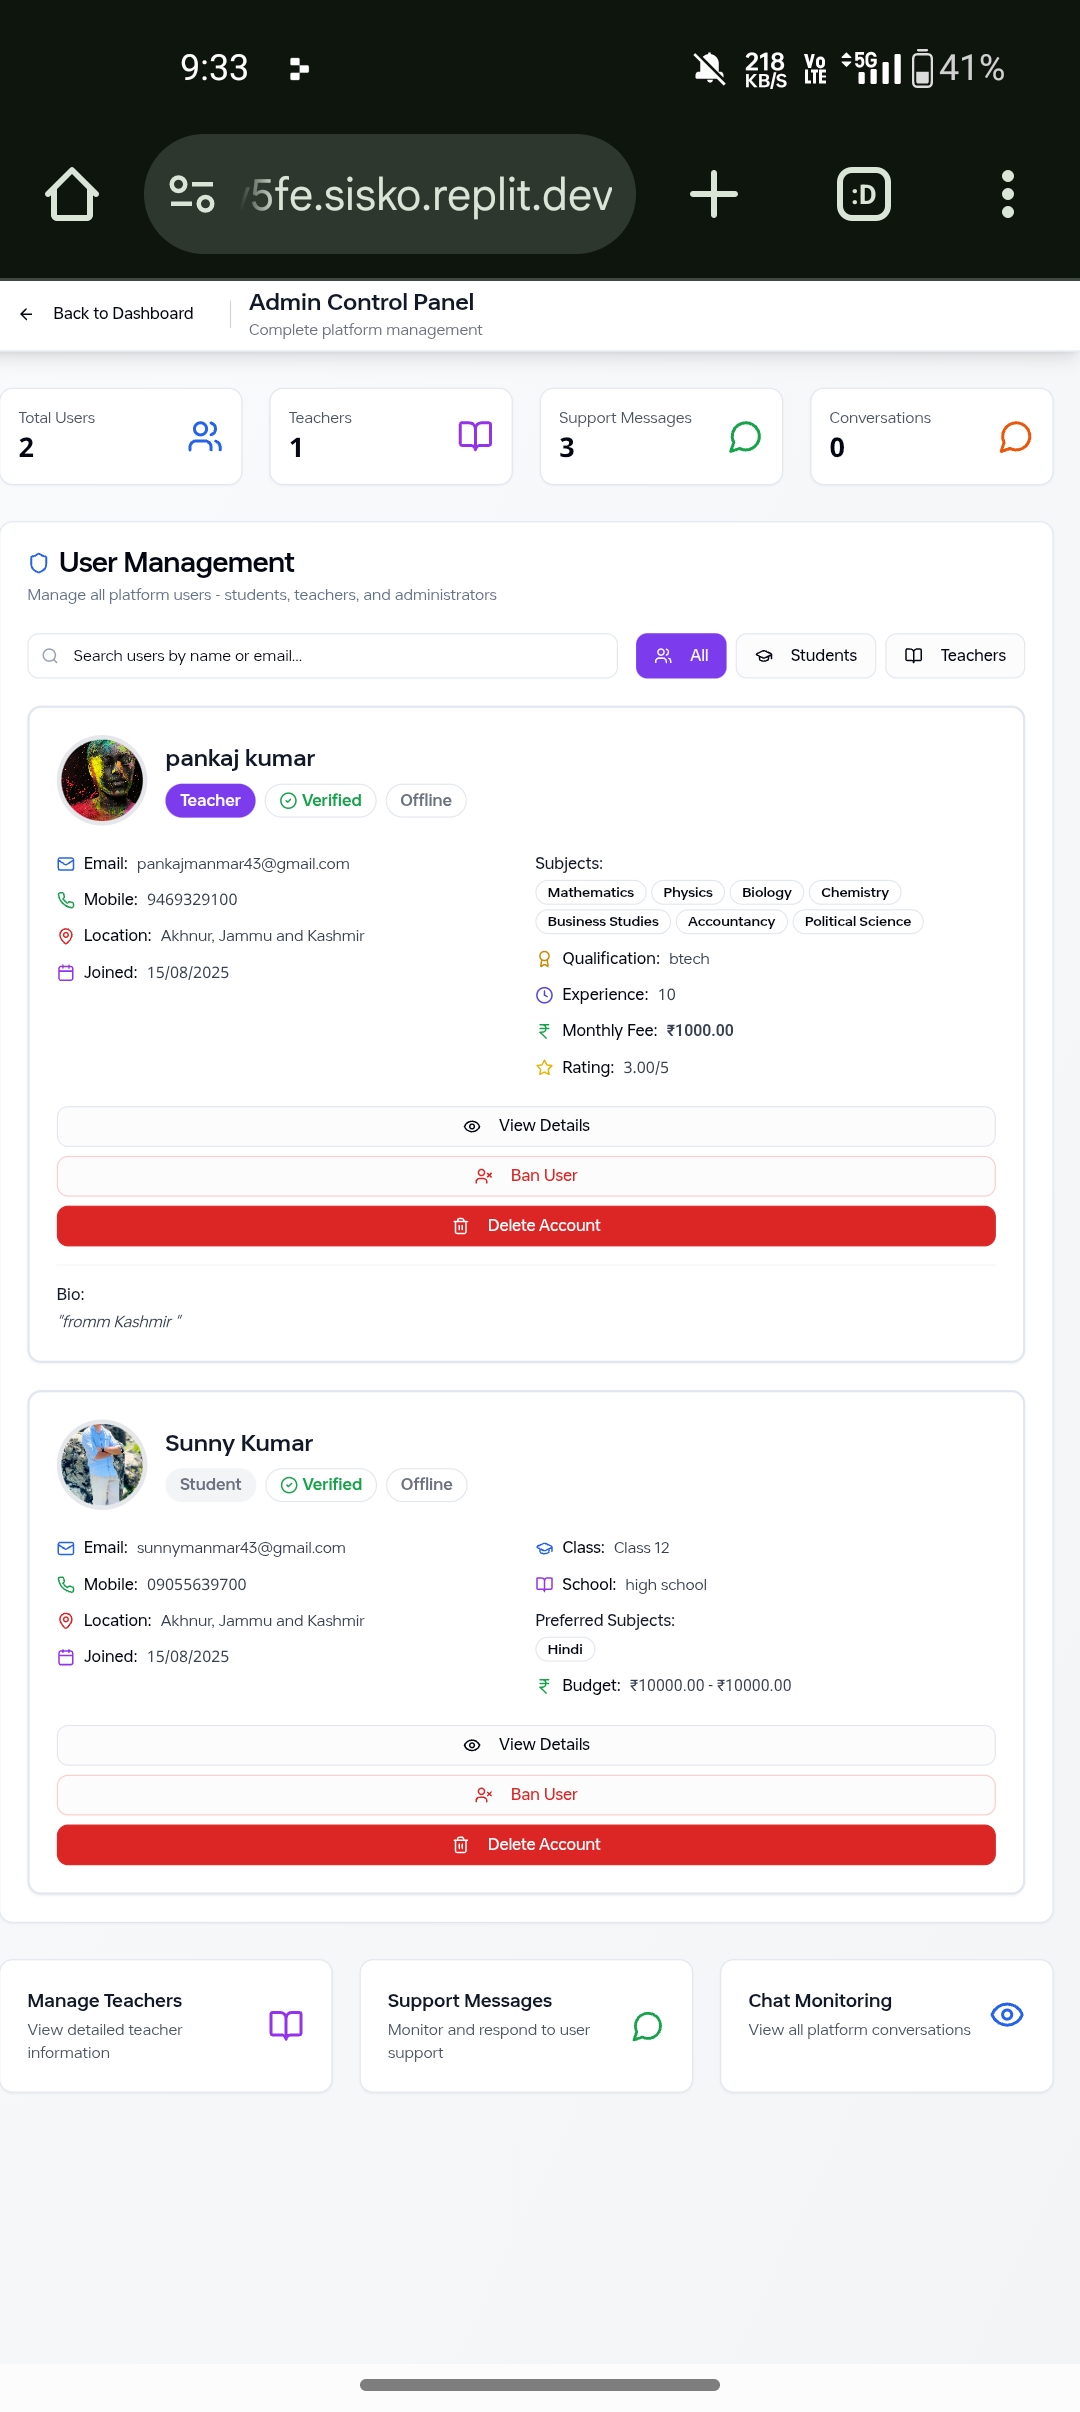 9:33
218 KB/S
Vo LTE
5G
41%
5fe.sisko.replit.dev
:D
Back to Dashboard
Admin Control Panel
Complete platform management
Total Users
2
Teachers
1
Support Messages
3
Conversations
0
User Management
Manage all platform users - students, teachers, and administrators
Search users by name or email...
All
Students
Teachers
pankaj kumar
Teacher
Verified
Offline
Email: pankajmanmar43@gmail.com
Mobile: 9469329100
Location: Akhnur, Jammu and Kashmir
Joined: 15/08/2025
Subjects:
Mathematics Physics Biology Chemistry
Business Studies Accountancy Political Science
Qualification: btech
Experience: 10
Monthly Fee: ₹1000.00
Rating: 3.00/5
View Details
Ban User
Delete Account
Bio:
"fromm Kashmir "
Sunny Kumar
Student
Verified
Offline
Email: sunnymanmar43@gmail.com
Mobile: 09055639700
Location: Akhnur, Jammu and Kashmir
Joined: 15/08/2025
Class: Class 12
School: high school
Preferred Subjects:
Hindi
Budget: ₹10000.00 - ₹10000.00
View Details
Ban User
Delete Account
Manage Teachers
View detailed teacher
information
Support Messages
Monitor and respond to user
support
Chat Monitoring
View all platform conversations